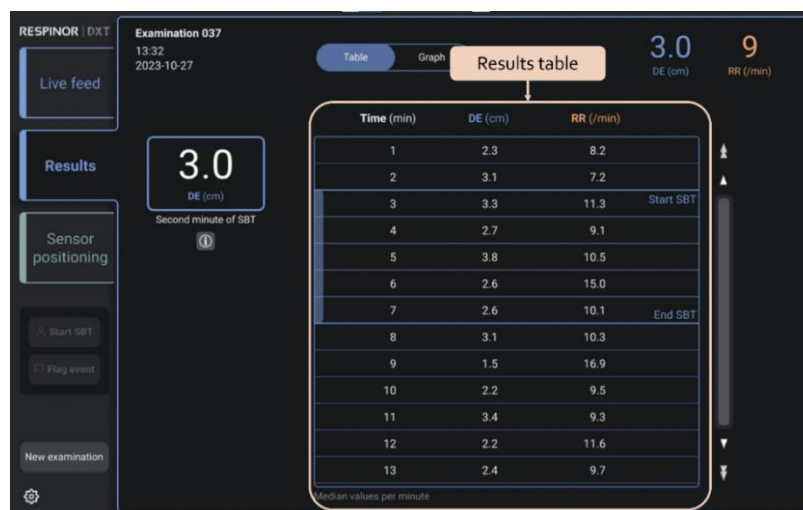 RESPINOR DXT
Live feed
Results
Sensor
positioning
Start SBT
Flag event
New examination
Examination 037
13:32
2023-10-27
Table Graph
Results table
3.0
DE (cm)
9
RR (/min)
3.0
DE (cm)
Second minute of SBT
Time (min) DE (cm) RR (/min)
1 2.3 8.2
2 3.1 7.2
3 3.3 11.3 Start SBT
4 2.7 9.1
5 3.8 10.5
6 2.6 15.0
7 2.6 10.1 End SBT
8 3.1 10.3
9 1.5 16.9
10 2.2 9.5
11 3.4 9.3
12 2.2 11.6
13 2.4 9.7
Median values per minute